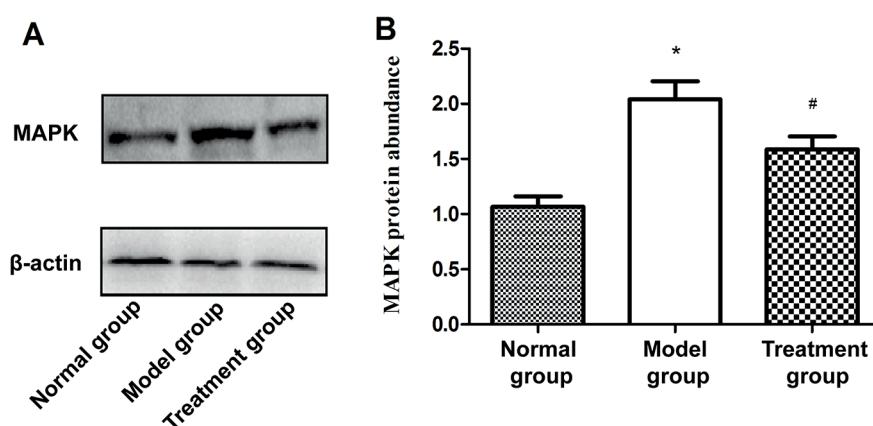 A
MAPK
β-actin
Normal group
Model group
Treatment group
B
MAPK protein abundance
2.5
2.0
1.5
1.0
0.5
0.0
*
#
Normal
group
Model
group
Treatment
group